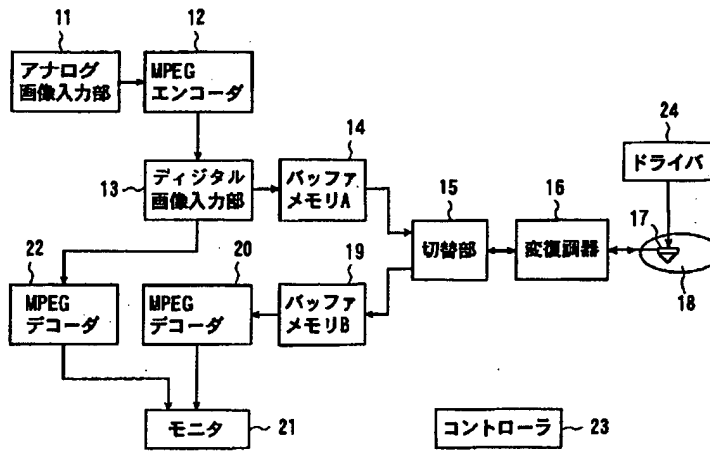 11
アナログ
画像入力部
12
MPEG
エンコーダ
13
ディジタル
画像入力部
14
バッファ
メモリA
15
切替部
16
変復調器
24
ドライバ
17
18
22
MPEG
デコーダ
20
MPEG
デコーダ
19
バッファ
メモリB
モニタ
21
コントローラ
23